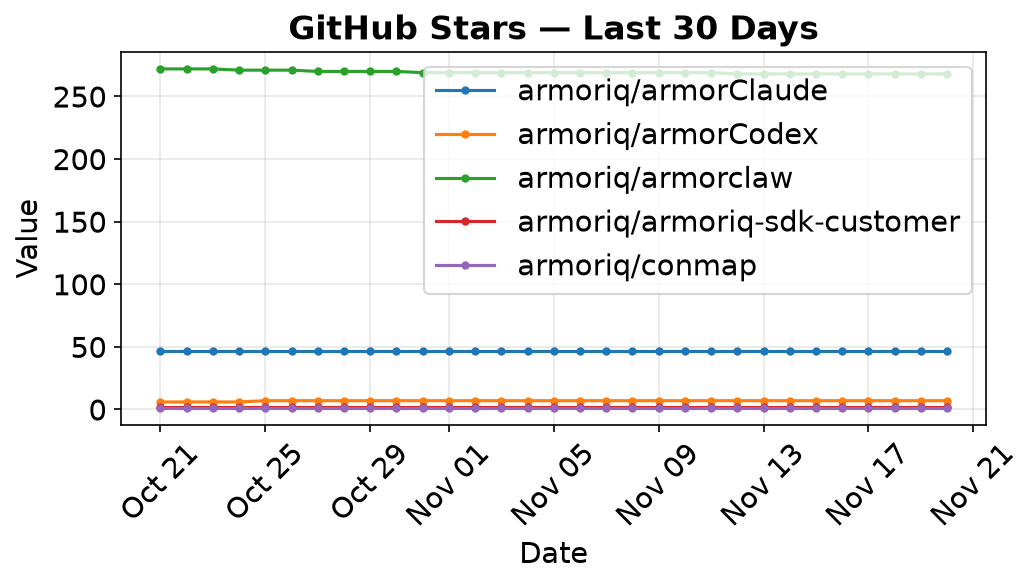 GitHub Stars — Last 30 Days
Value
250
200
150
100
50
0
armoriq/armorClaude
armoriq/armorCodex
armoriq/armorclaw
armoriq/armoriq-sdk-customer
armoriq/conmap
Oct 21
Oct 25
Oct 29
Nov 01
Nov 05
Nov 09
Nov 13
Nov 17
Nov 21
Date